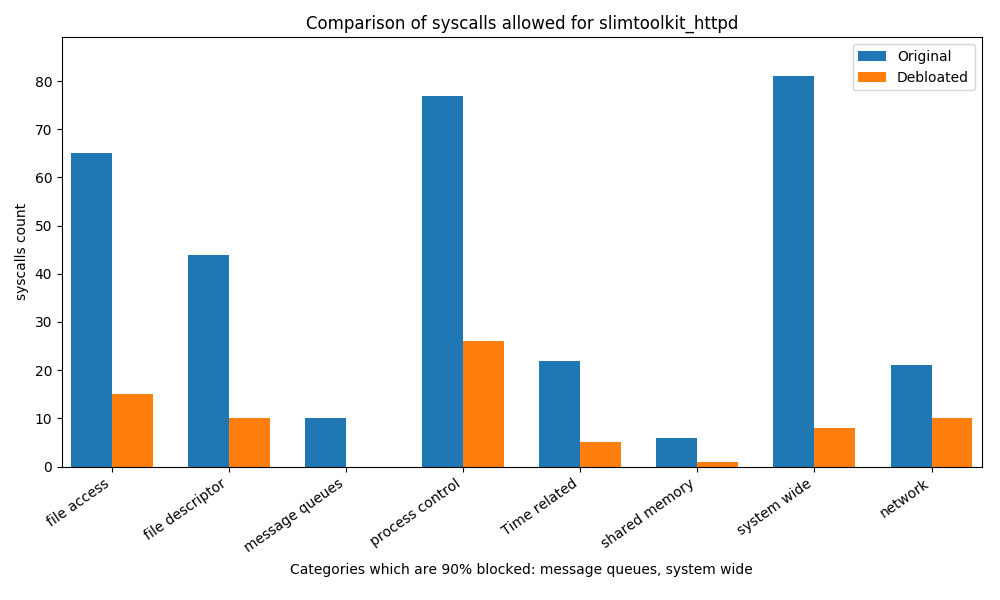 Comparison of syscalls allowed for slimtoolkit_httpd
Original
Debloated
syscalls count
80
70
60
50
40
30
20
10
0
file access
file descriptor
message queues
process control
Time related
shared memory
system wide
network
Categories which are 90% blocked: message queues, system wide